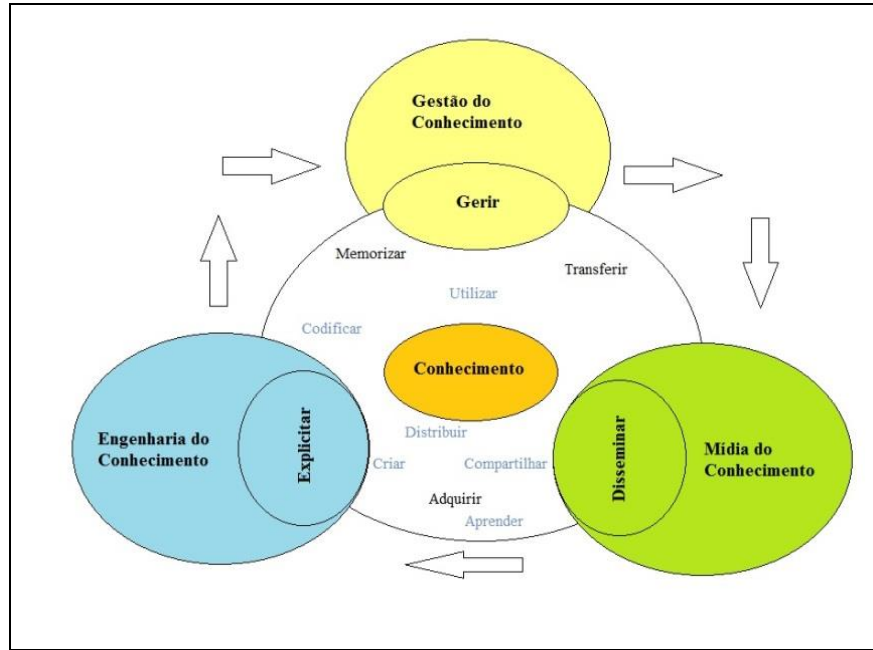 Gestão do
Conhecimento
Gerir
Memorizar
Transferir
Utilizar
Codificar
Conhecimento
Engenharia do
Conhecimento
Explicitar
Distribuir
Criar
Compartilhar
Adquirir
Aprender
Disseminar
Mídia do
Conhecimento